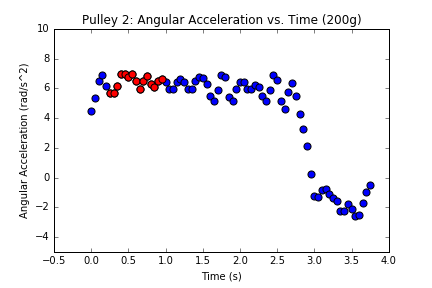 Pulley 2: Angular Acceleration vs. Time (200g)
10
8
6
4
2
0
−2
−4
Angular Acceleration (rad/s^2)
−0.5 0.0 0.5 1.0 1.5 2.0 2.5 3.0 3.5 4.0
Time (s)